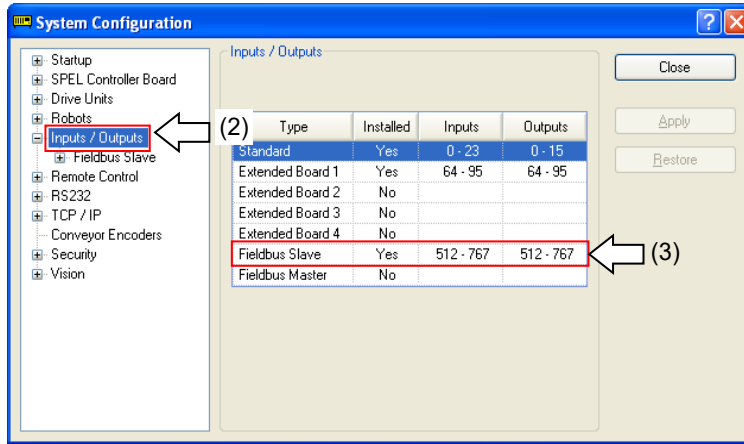 System Configuration
Startup
SPEL Controller Board
Drive Units
Robots
Inputs / Outputs
Fieldbus Slave
Remote Control
RS232
TCP / IP
Conveyor Encoders
Security
Vision
(2)
Inputs / Outputs
Type Installed Inputs Outputs
Standard Yes 0 - 23 0 - 15
Extended Board 1 Yes 64 - 95 64 - 95
Extended Board 2 No
Extended Board 3 No
Extended Board 4 No
Fieldbus Slave Yes 512 - 767 512 - 767
Fieldbus Master No
(3)
Close
Apply
Restore